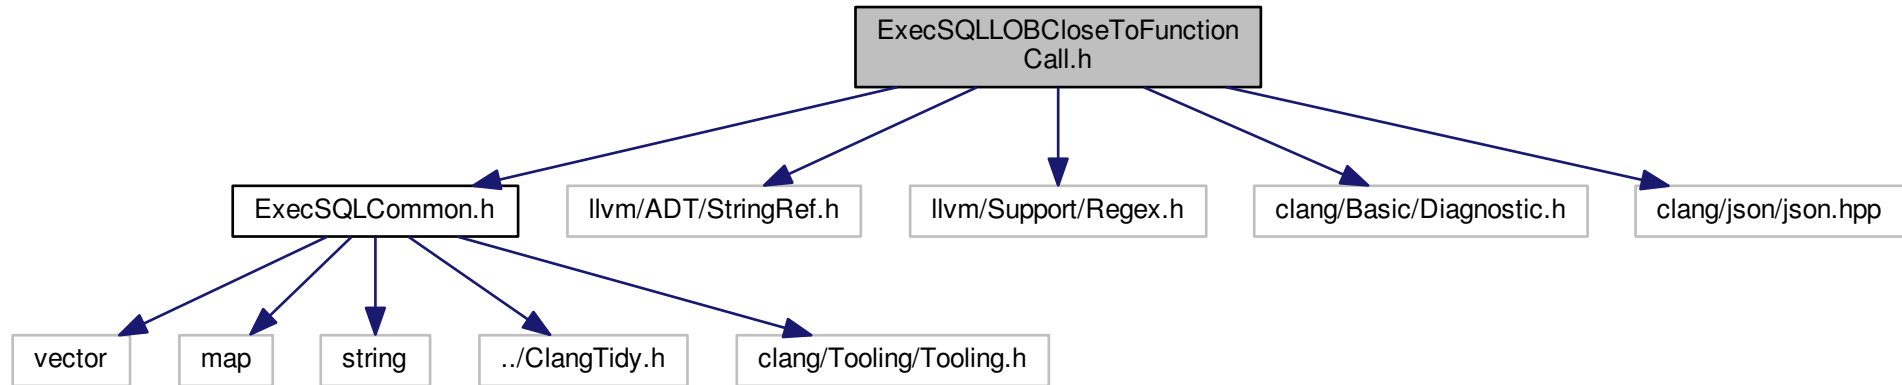 ExecSQLLOBCloseToFunction
Call.h
ExecSQLCommon.h
llvm/ADT/StringRef.h
llvm/Support/Regex.h
clang/Basic/Diagnostic.h
clang/json/json.hpp
vector
map
string
../ClangTidy.h
clang/Tooling/Tooling.h